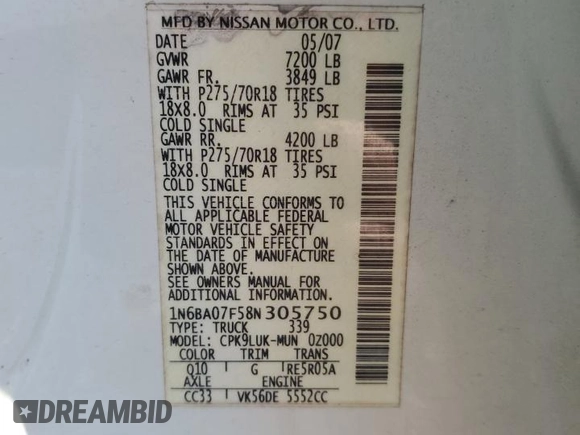 MFD BY NISSAN MOTOR CO., LTD.
DATE 05/07
GVWR 7200 LB
GAWR FR. 3849 LB
WITH P275/70R18 TIRES
18X8.0 RIMS AT 35 PSI
COLD SINGLE
GAWR RR. 4200 LB
WITH P275/70R18 TIRES
18X8.0 RIMS AT 35 PSI
COLD SINGLE
THIS VEHICLE CONFORMS TO
ALL APPLICABLE FEDERAL
MOTOR VEHICLE SAFETY
STANDARDS IN EFFECT ON
THE DATE OF MANUFACTURE
SHOWN ABOVE.
SEE OWNERS MANUAL FOR
ADDITIONAL INFORMATION.
1N6BA07F58N305750
TYPE: TRUCK 339
MODEL: CPK9LUK-MUN 0Z000
COLOR TRIM TRANS
Q10 G RE5R05A
AXLE ENGINE
CC33 VK56DE 5552CC
DREAMBID